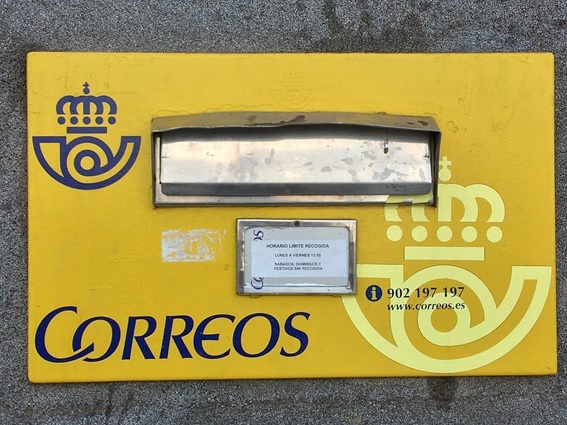 HORARIO LIMITE RECOGIDA
LUNES A VIERNES 13 55
SABADOS, DOMINGOS Y
FESTIVOS SIN RECOGIDA
902 197 197
www.correos.es
CORREOS